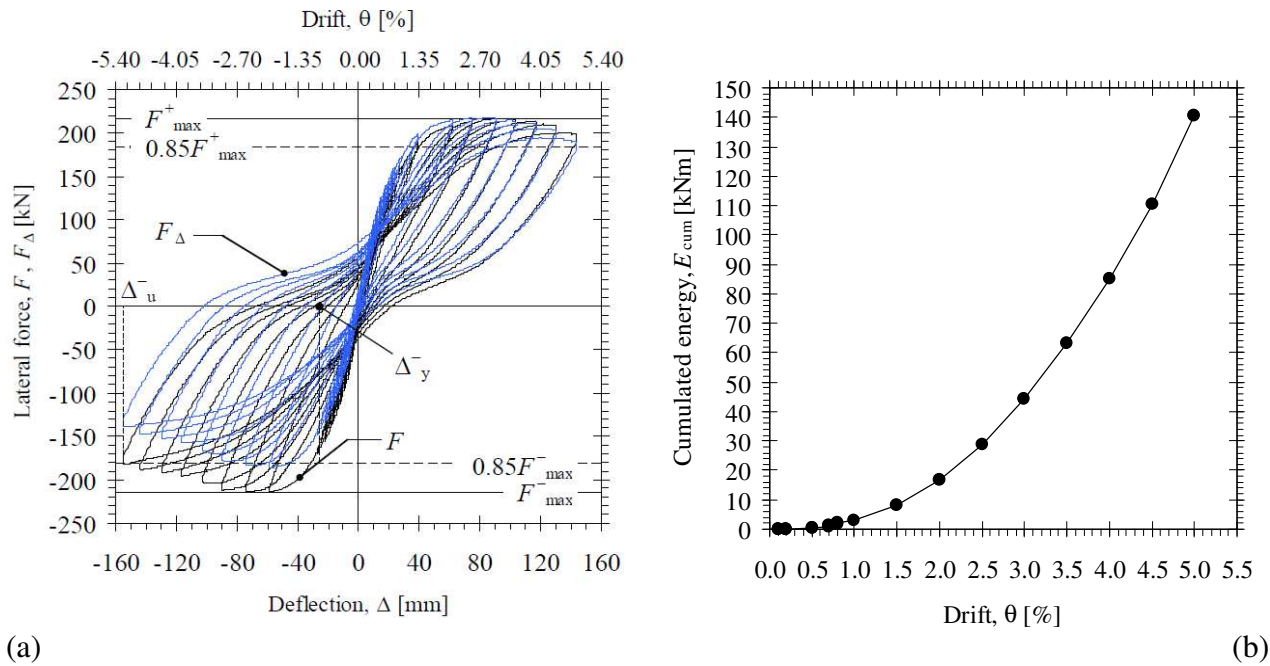 Drift, θ [%]
-5.40 -4.05 -2.70 -1.35 0.00 1.35 2.70 4.05 5.40
250
200
150
100
50
0
-50
-100
-150
-200
-250
Lateral force, F, F_Δ [kN]
F⁺max
0.85F⁺max
F_Δ
Δ⁻u
Δ⁻y
F
0.85F⁻max
F⁻max
-160 -120 -80 -40 0 40 80 120 160
Deflection, Δ [mm]
(a)
150
140
130
120
110
100
90
80
70
60
50
40
30
20
10
0
Cumulated energy, E cum [kNm]
0.0 0.5 1.0 1.5 2.0 2.5 3.0 3.5 4.0 4.5 5.0 5.5
Drift, θ [%]
(b)